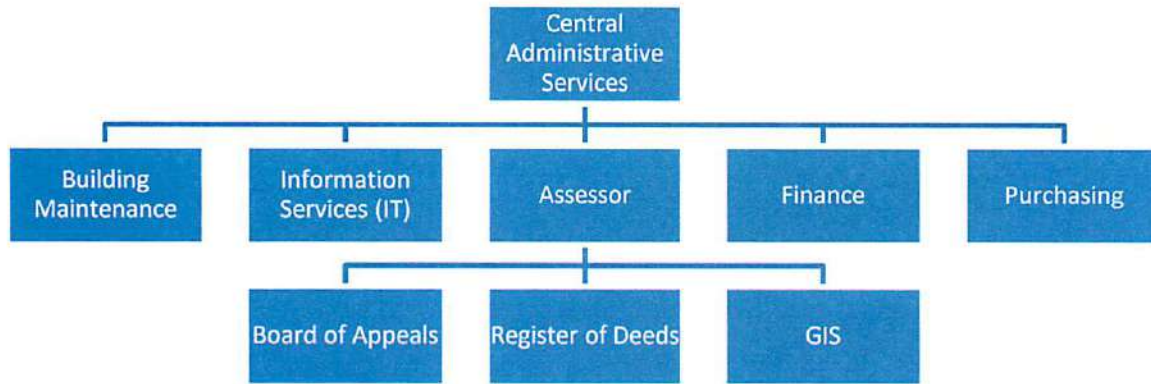 Central
Administrative
Services
Building
Maintenance
Information
Services (IT)
Assessor
Finance
Purchasing
Board of Appeals
Register of Deeds
GIS